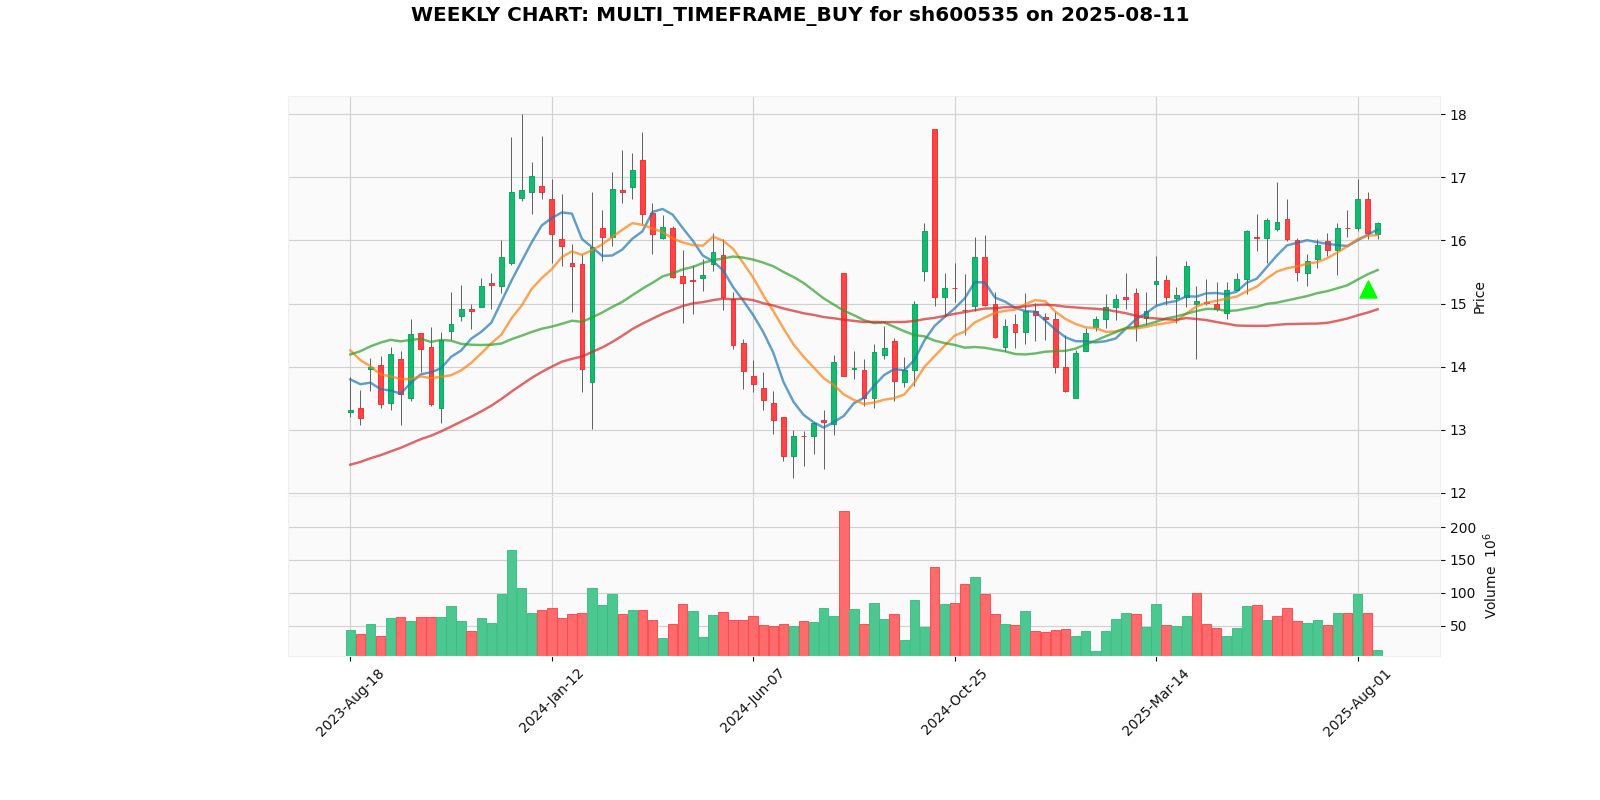 WEEKLY CHART: MULTI_TIMEFRAME_BUY for sh600535 on 2025-08-11
18
17
16
15
14
13
12
Price
200
150
100
50
Volume 10^6
2023-Aug-18
2024-Jan-12
2024-Jun-07
2024-Oct-25
2025-Mar-14
2025-Aug-01